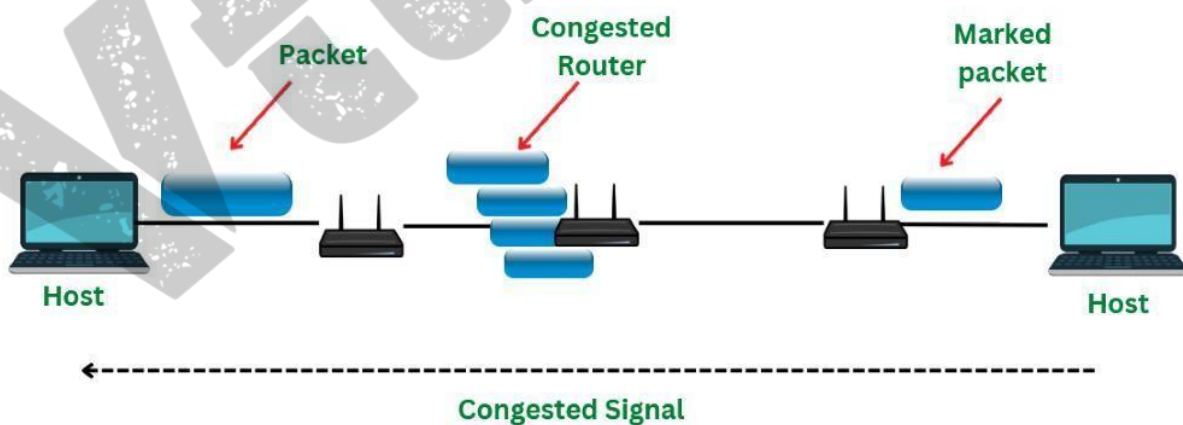 Packet
Congested
Router
Marked
packet
Host
Host
Congested Signal